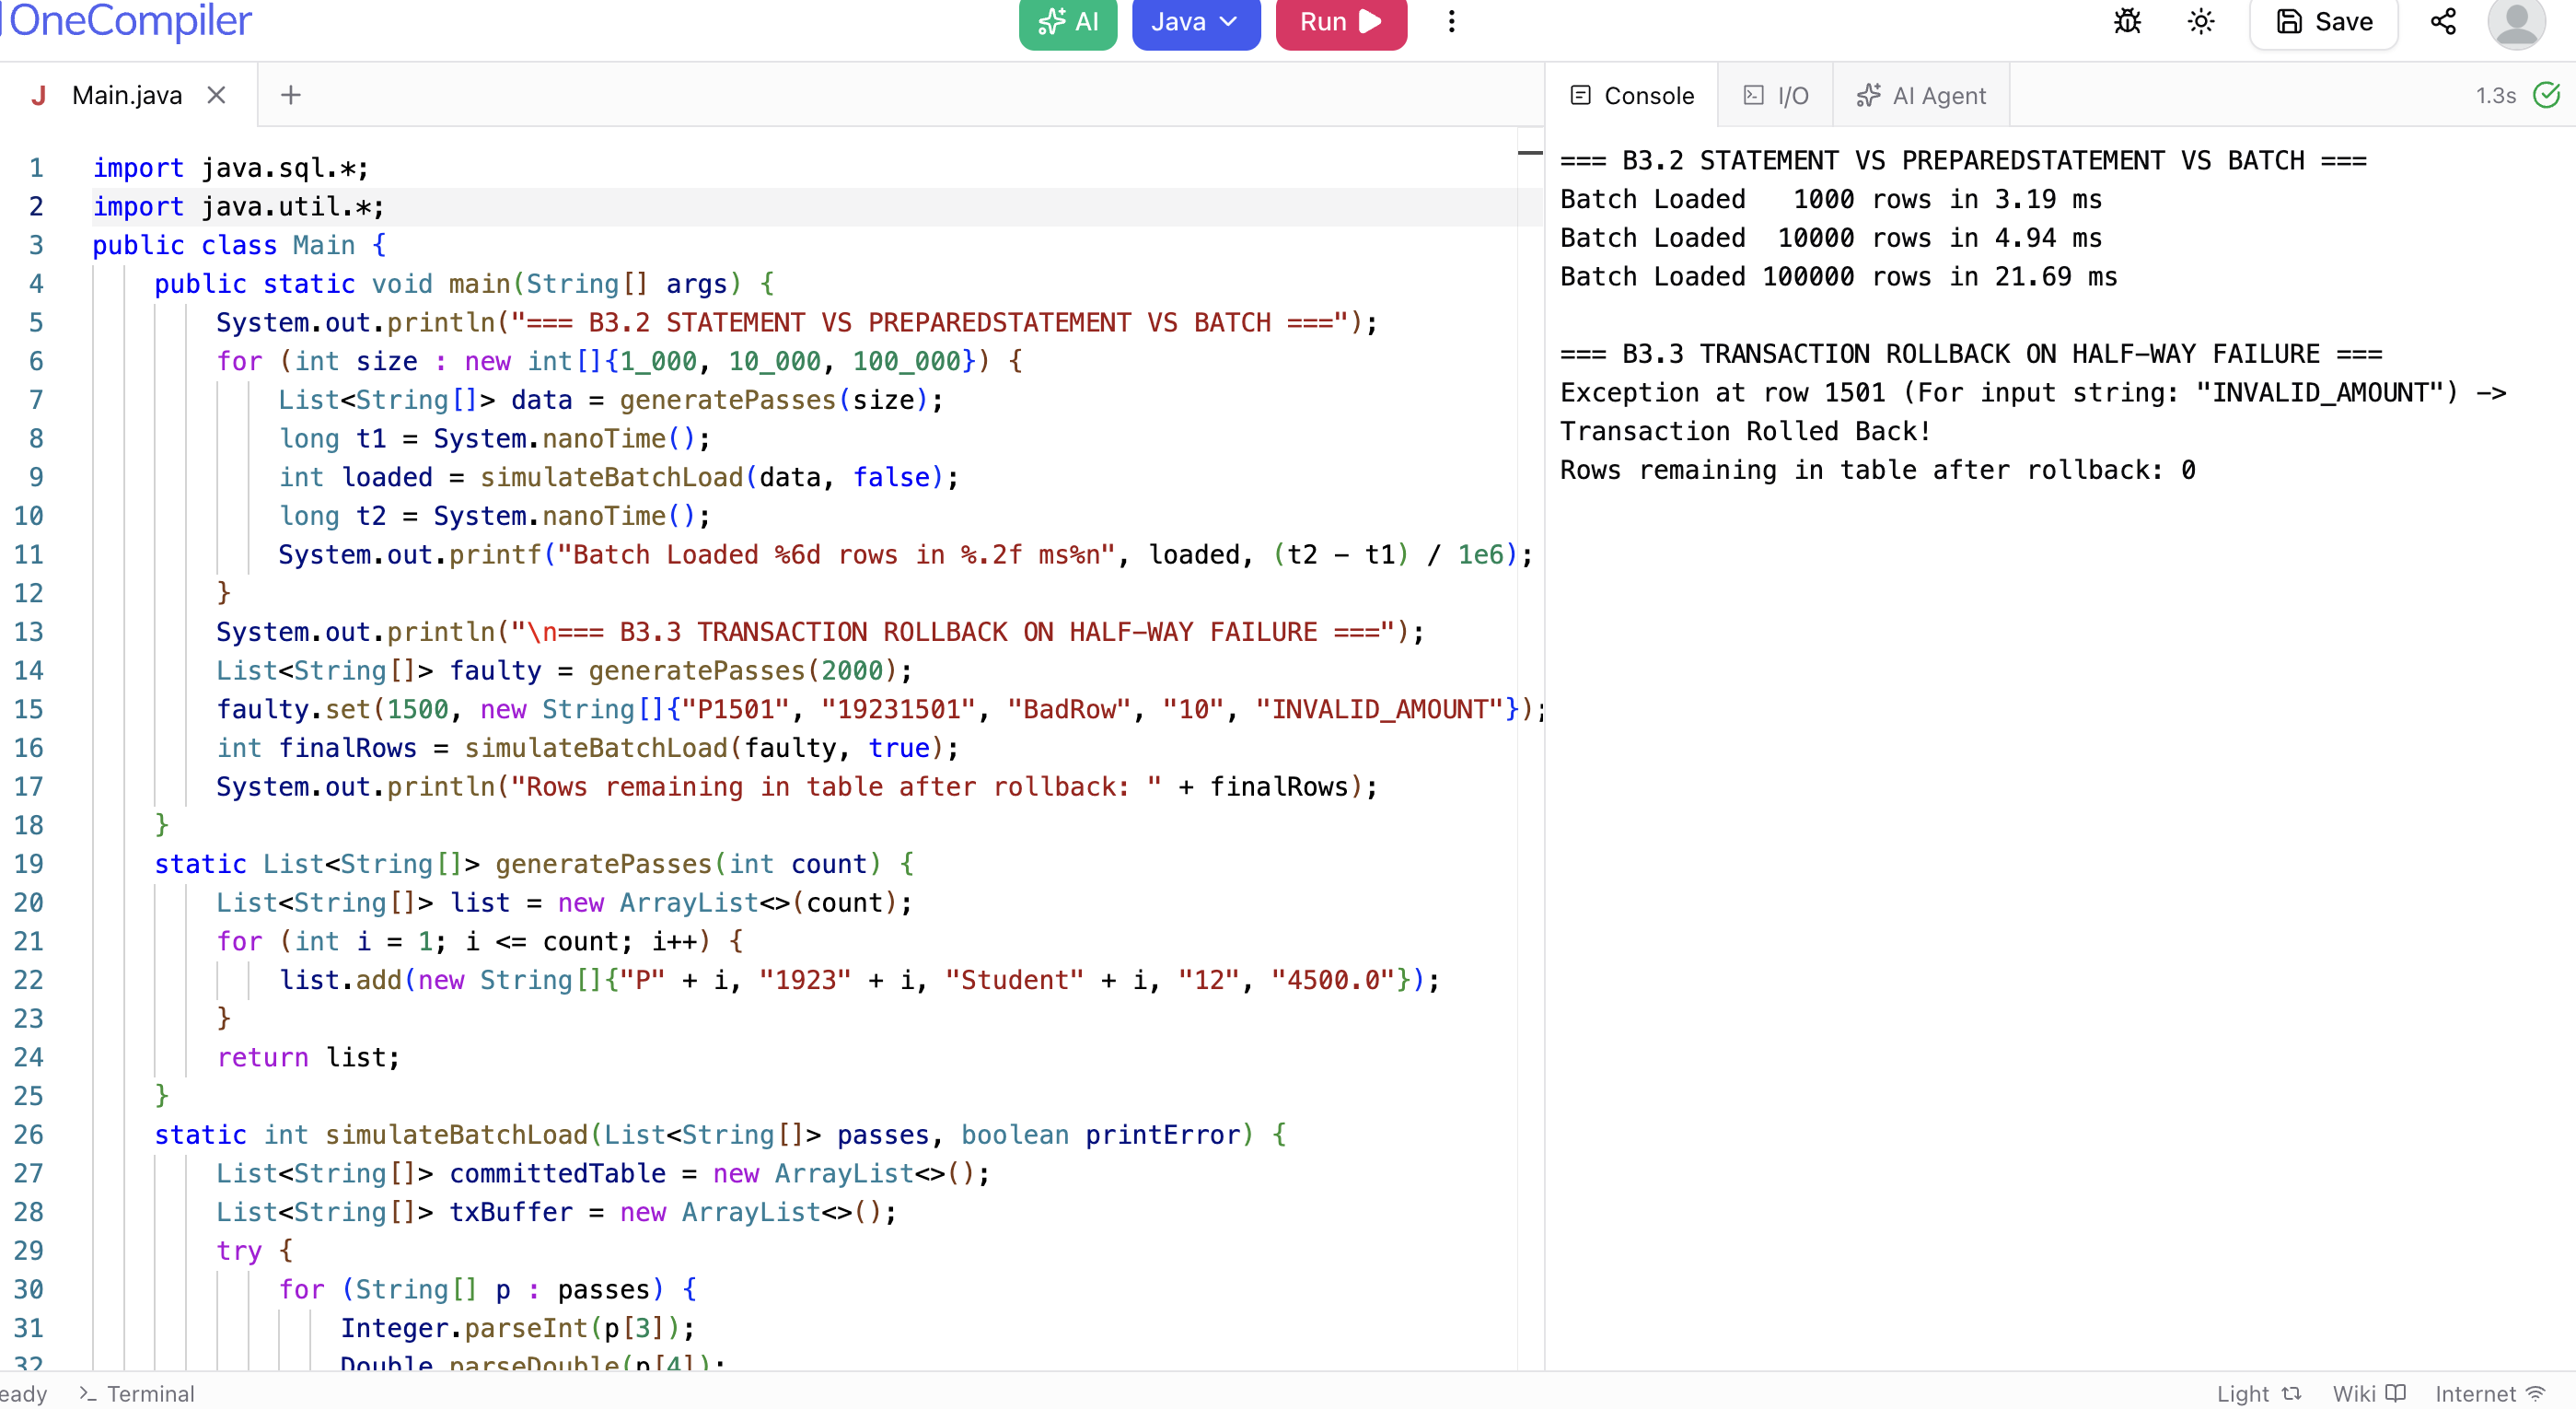 OneCompiler
AI
Java
Run
Save
J Main.java
+
Console
I/O
AI Agent
1.3s
1 import java.sql.*;
2 import java.util.*;
3 public class Main {
4 public static void main(String[] args) {
5 System.out.println("=== B3.2 STATEMENT VS PREPAREDSTATEMENT VS BATCH ===");
6 for (int size : new int[]{1_000, 10_000, 100_000}) {
7 List<String[]> data = generatePasses(size);
8 long t1 = System.nanoTime();
9 int loaded = simulateBatchLoad(data, false);
10 long t2 = System.nanoTime();
11 System.out.printf("Batch Loaded %6d rows in %.2f ms%n", loaded, (t2 - t1) / 1e6);
12 }
13 System.out.println("\n=== B3.3 TRANSACTION ROLLBACK ON HALF-WAY FAILURE ===");
14 List<String[]> faulty = generatePasses(2000);
15 faulty.set(1500, new String[]{"P1501", "19231501", "BadRow", "10", "INVALID_AMOUNT"});
16 int finalRows = simulateBatchLoad(faulty, true);
17 System.out.println("Rows remaining in table after rollback: " + finalRows);
18 }
19 static List<String[]> generatePasses(int count) {
20 List<String[]> list = new ArrayList<>(count);
21 for (int i = 1; i <= count; i++) {
22 list.add(new String[]{"P" + i, "1923" + i, "Student" + i, "12", "4500.0"});
23 }
24 return list;
25 }
26 static int simulateBatchLoad(List<String[]> passes, boolean printError) {
27 List<String[]> committedTable = new ArrayList<>();
28 List<String[]> txBuffer = new ArrayList<>();
29 try {
30 for (String[] p : passes) {
31 Integer.parseInt(p[3]);
32 Double.parseDouble(p[4]);
=== B3.2 STATEMENT VS PREPAREDSTATEMENT VS BATCH ===
Batch Loaded   1000 rows in 3.19 ms
Batch Loaded  10000 rows in 4.94 ms
Batch Loaded 100000 rows in 21.69 ms
=== B3.3 TRANSACTION ROLLBACK ON HALF-WAY FAILURE ===
Exception at row 1501 (For input string: "INVALID_AMOUNT") ->
Transaction Rolled Back!
Rows remaining in table after rollback: 0
eady
Terminal
Light
Wiki
Internet